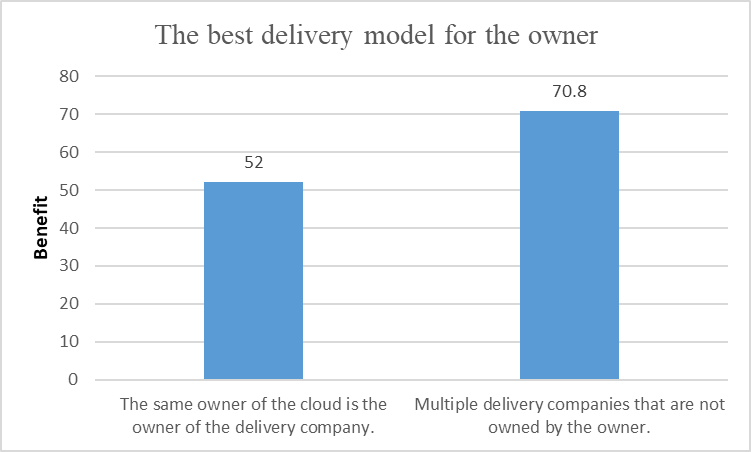 The best delivery model for the owner
80
70
60
50
40
30
20
10
0
Benefit
52
70.8
The same owner of the cloud is the
owner of the delivery company.
Multiple delivery companies that are not
owned by the owner.